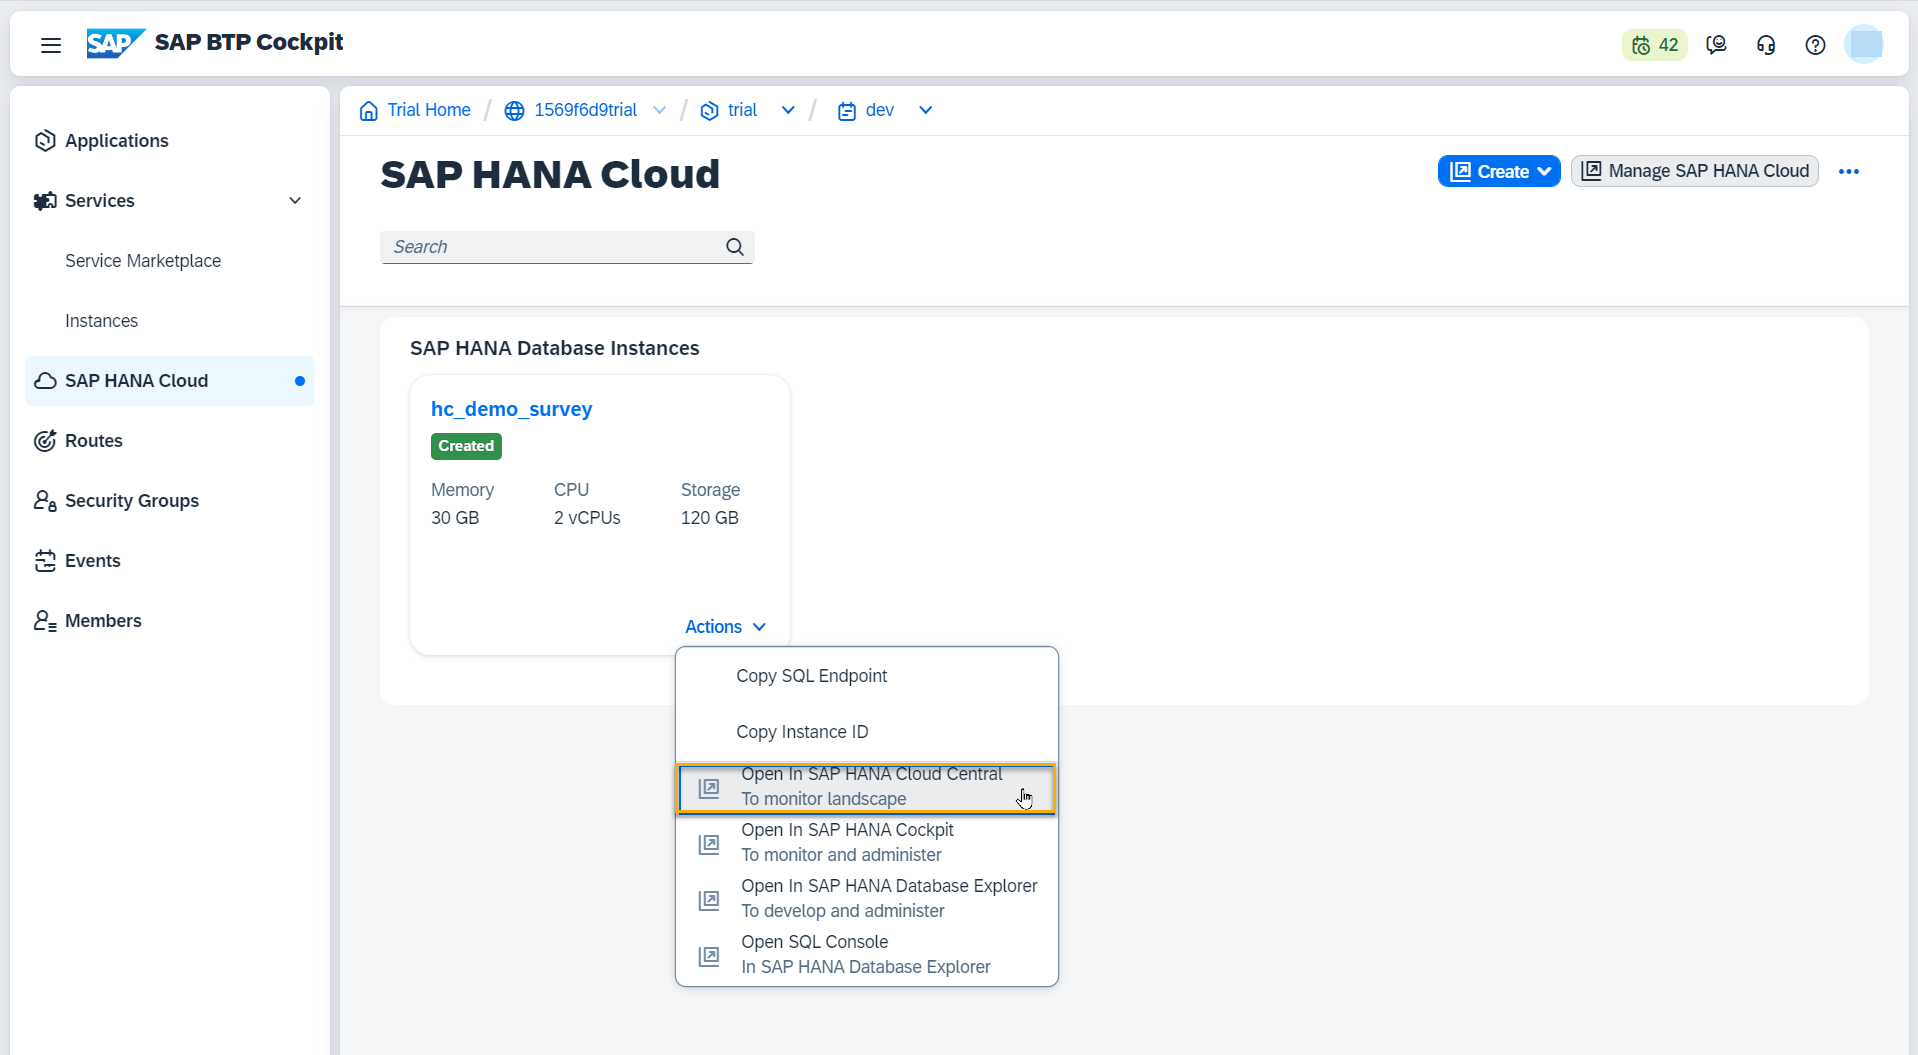 SAP SAP BTP Cockpit
42
Applications
Services
Service Marketplace
Instances
SAP HANA Cloud
Routes
Security Groups
Events
Members
Trial Home / 1569f6d9trial / trial / dev
SAP HANA Cloud
Create
Manage SAP HANA Cloud
Search
SAP HANA Database Instances
hc_demo_survey
Created
Memory CPU Storage
30 GB 2 vCPUs 120 GB
Actions
Copy SQL Endpoint
Copy Instance ID
Open In SAP HANA Cloud Central
To monitor landscape
Open In SAP HANA Cockpit
To monitor and administer
Open In SAP HANA Database Explorer
To develop and administer
Open SQL Console
In SAP HANA Database Explorer